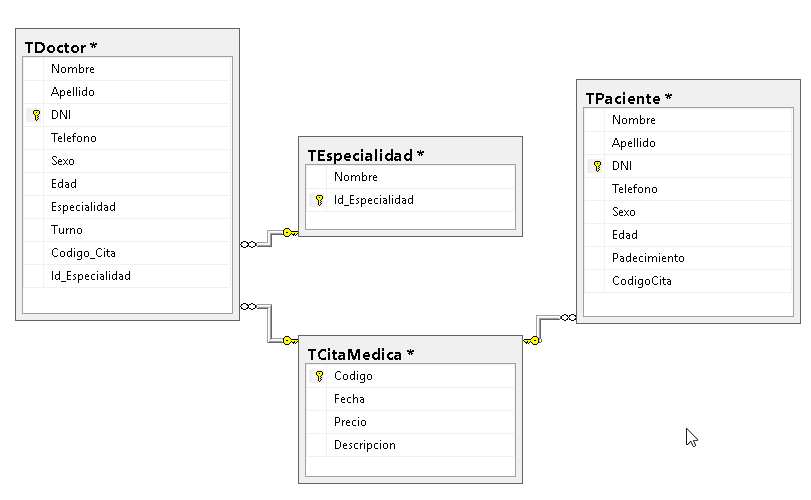 TDoctor *
Nombre
Apellido
DNI
Telefono
Sexo
Edad
Especialidad
Turno
Codigo_Cita
Id_Especialidad
TEspecialidad *
Nombre
Id_Especialidad
TCitaMedica *
Codigo
Fecha
Precio
Descripcion
TPaciente *
Nombre
Apellido
DNI
Telefono
Sexo
Edad
Padecimiento
CodigoCita